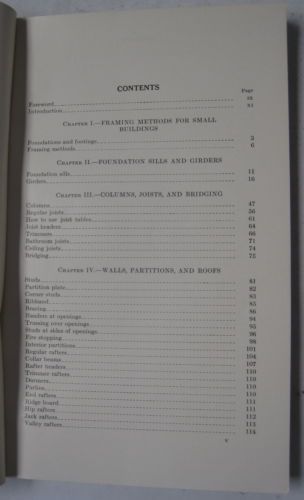 CONTENTS
Page
Foreword ix
Introduction xi
CHAPTER I.—FRAMING METHODS FOR SMALL
BUILDINGS
Foundations and footings 3
Framing methods 6
CHAPTER II.—FOUNDATION SILLS AND GIRDERS
Foundation sills 11
Girders 16
CHAPTER III.—COLUMNS, JOISTS, AND BRIDGING
Columns 47
Regular joists 56
How to use joist tables 61
Joist headers 64
Trimmers 66
Bathroom joists 71
Ceiling joists 74
Bridging 75
CHAPTER IV.—WALLS, PARTITIONS, AND ROOFS
Studs 81
Partition plate 82
Corner studs 83
Ribband 85
Bracing 86
Headers at openings 94
Trussing over openings 95
Studs at sides of openings 96
Fire stopping 98
Interior partitions 101
Regular rafters 104
Collar beams 107
Rafter headers 110
Trimmer rafters 110
Dormers 110
Purlins 110
End rafters 110
Ridge board 111
Hip rafters 111
Jack rafters 113
Valley rafters 114
v